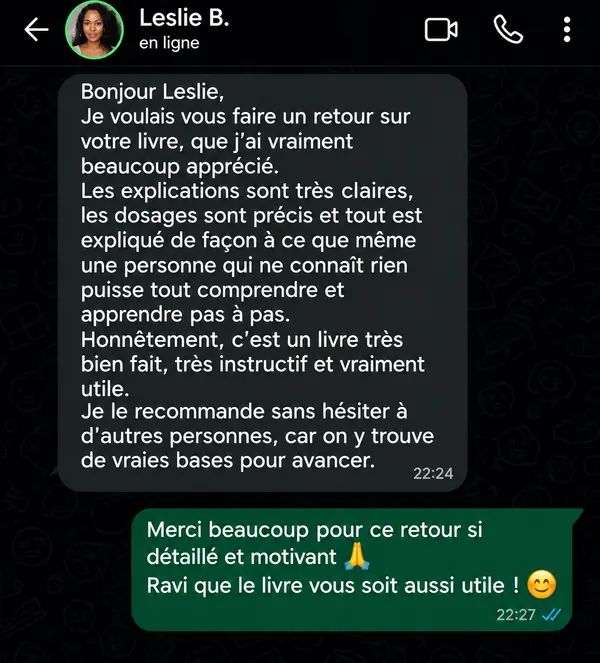 Leslie B.
en ligne
Bonjour Leslie,
Je voulais vous faire un retour sur
votre livre, que j’ai vraiment
beaucoup apprécié.
Les explications sont très claires,
les dosages sont précis et tout est
expliqué de façon à ce que même
une personne qui ne connaît rien
puisse tout comprendre et
apprendre pas à pas.
Honnêtement, c’est un livre très
bien fait, très instructif et vraiment
utile.
Je le recommande sans hésiter à
d’autres personnes, car on y trouve
de vraies bases pour avancer.
22:24
Merci beaucoup pour ce retour si
détaillé et motivant 🙏
Ravi que le livre vous soit aussi utile ! 😊
22:27